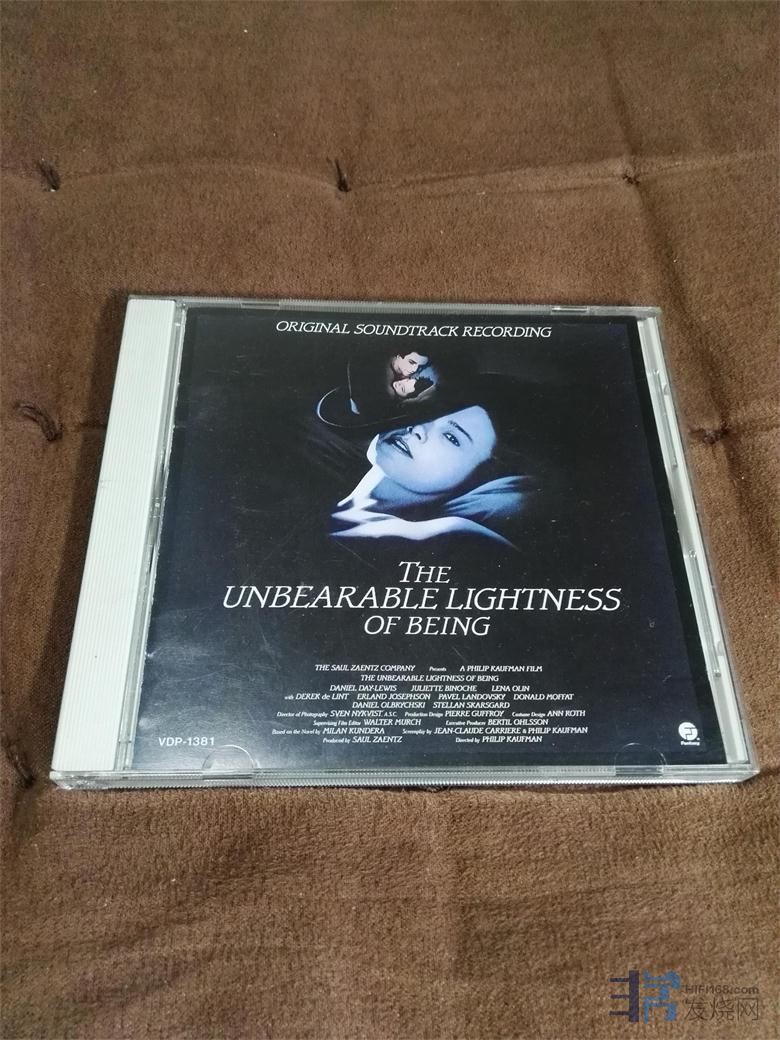 ORIGINAL SOUNDTRACK RECORDING
THE
UNBEARABLE LIGHTNESS
OF BEING
THE SAUL ZAENTZ COMPANY Presents A PHILIP KAUFMAN FILM
THE UNBEARABLE LIGHTNESS OF BEING
DANIEL DAY-LEWIS JULIETTE BINOCHE LENA OLIN
with DEREK de LINT ERLAND JOSEPHSON PAVEL LANDOVSKY DONALD MOFFAT
DANIEL OLBRYCHSKI STELLAN SKARSGARD
Director of Photography SVEN NYKVIST, A.S.C. Production Design PIERRE GUFFROY Costume Design ANN ROTH
Supervising Film Editor WALTER MURCH Executive Producer BERTIL OHLSSON
Based on the Novel by MILAN KUNDERA Screenplay by JEAN-CLAUDE CARRIERE & PHILIP KAUFMAN
Produced by SAUL ZAENTZ Directed by PHILIP KAUFMAN
VDP-1381
Fantasy
HIFI168.com
发烧网